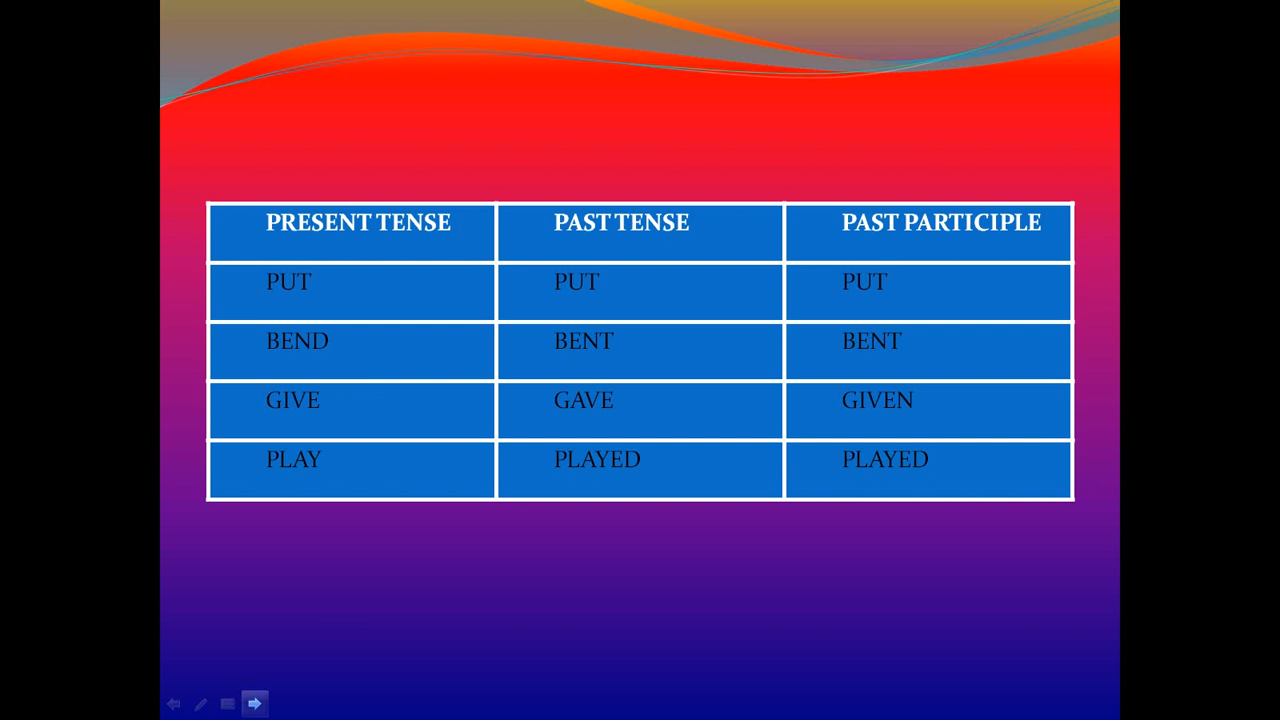 PRESENT TENSE PAST TENSE PAST PARTICIPLE
PUT PUT PUT
BEND BENT BENT
GIVE GAVE GIVEN
PLAY PLAYED PLAYED